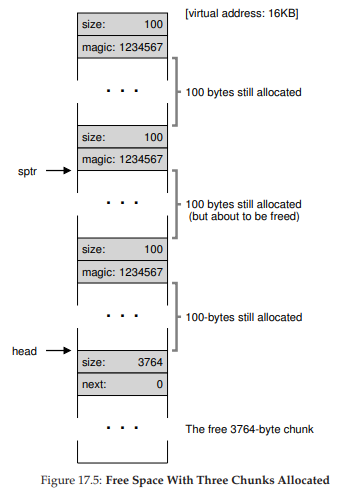 [virtual address: 16KB]
size: 100
magic: 1234567
. . .
100 bytes still allocated
size: 100
magic: 1234567
sptr
. . .
100 bytes still allocated
(but about to be freed)
size: 100
magic: 1234567
. . .
100-bytes still allocated
head
size: 3764
next: 0
. . .
The free 3764-byte chunk
Figure 17.5: Free Space With Three Chunks Allocated